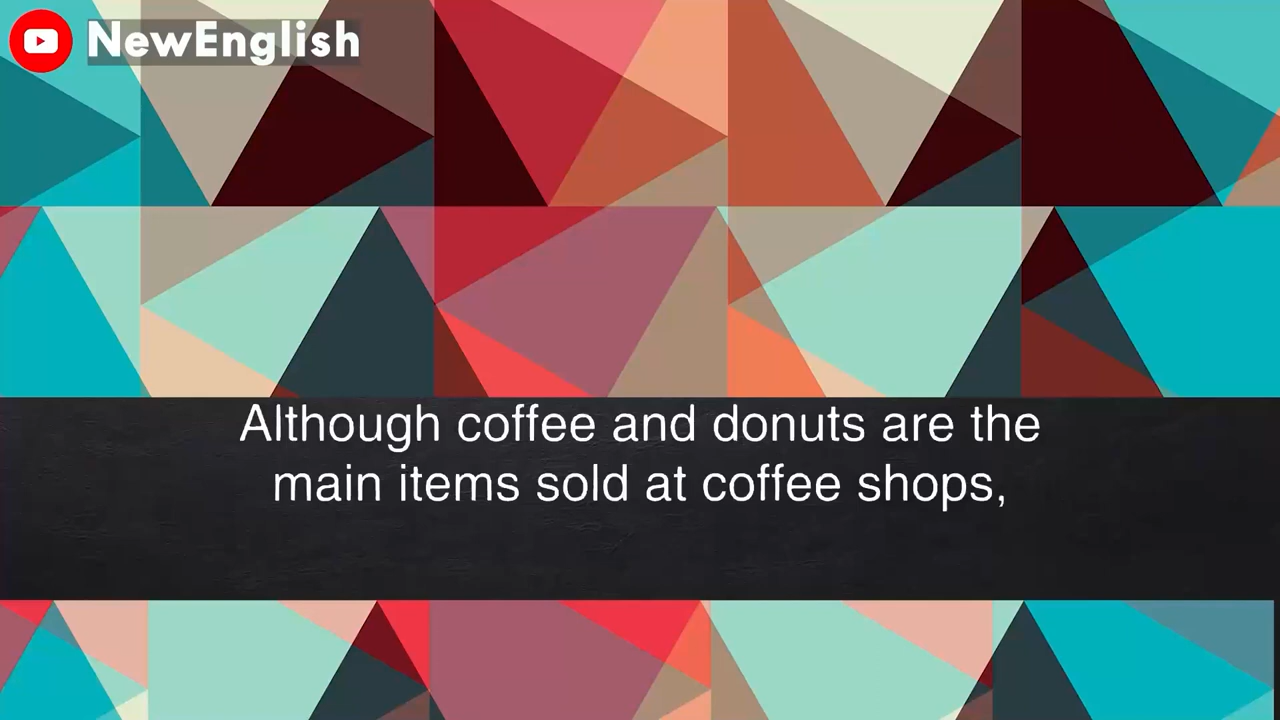 NewEnglish
Although coffee and donuts are the
main items sold at coffee shops,